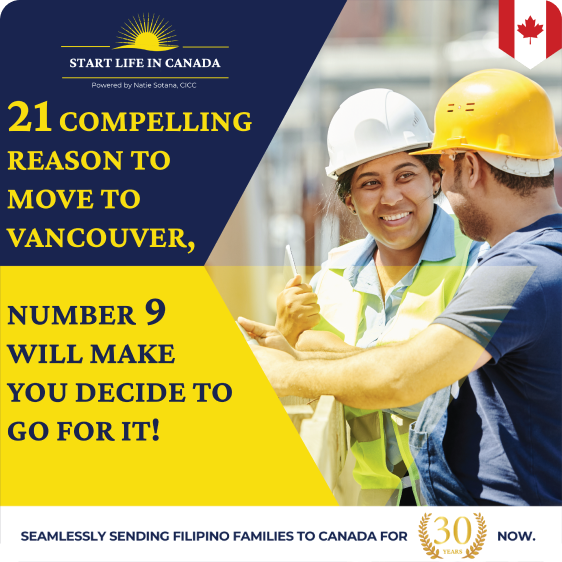 START LIFE IN CANADA
Powered by Natie Sotana, CICC
21 COMPELLING
REASON TO
MOVE TO
VANCOUVER,
NUMBER 9
WILL MAKE
YOU DECIDE TO
GO FOR IT!
SEAMLESSLY SENDING FILIPINO FAMILIES TO CANADA FOR 30 YEARS NOW.